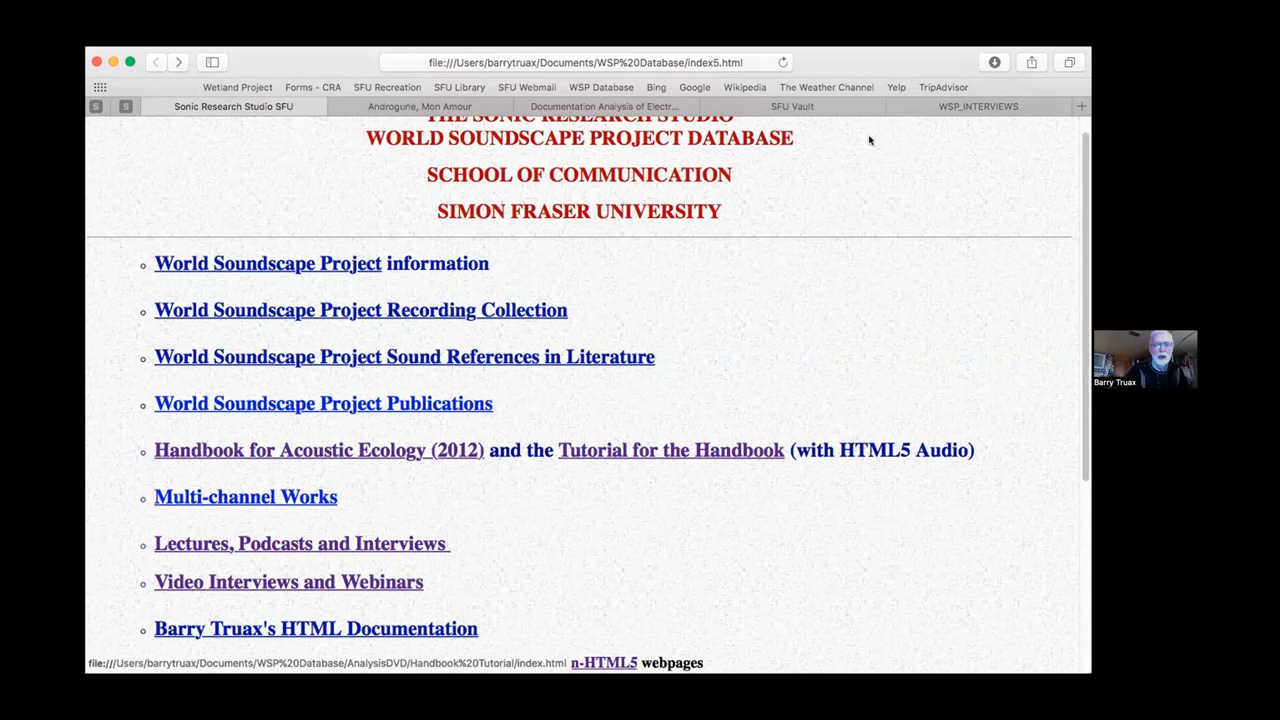 file:///Users/barrytruax/Documents/WSP%20Database/index5.html
Wetland Project Forms - CRA SFU Recreation SFU Library SFU Webmail WSP Database Bing Google Wikipedia The Weather Channel Yelp TripAdvisor
S S Sonic Research Studio SFU Androgune, Mon Amour Documentation Analysis of Electr... SFU Vault WSP_INTERVIEWS
THE SONIC RESEARCH STUDIO
WORLD SOUNDSCAPE PROJECT DATABASE
SCHOOL OF COMMUNICATION
SIMON FRASER UNIVERSITY
World Soundscape Project information
World Soundscape Project Recording Collection
World Soundscape Project Sound References in Literature
World Soundscape Project Publications
Handbook for Acoustic Ecology (2012) and the Tutorial for the Handbook (with HTML5 Audio)
Multi-channel Works
Lectures, Podcasts and Interviews
Video Interviews and Webinars
Barry Truax's HTML Documentation
file:///Users/barrytruax/Documents/WSP%20Database/AnalysisDVD/Handbook%20Tutorial/index.html n-HTML5 webpages
Barry Truax